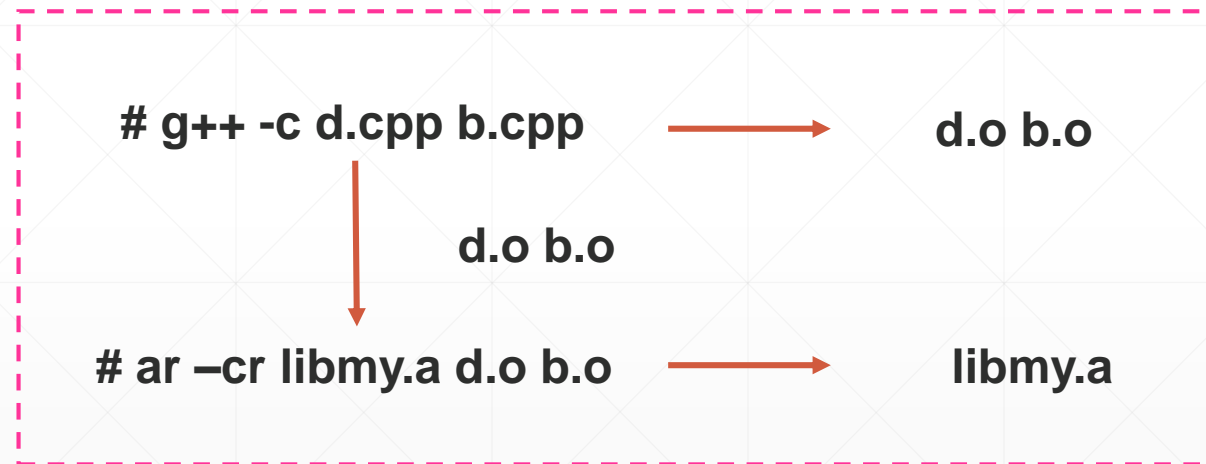 # g++ -c d.cpp b.cpp
d.o b.o
d.o b.o
# ar –cr libmy.a d.o b.o
libmy.a